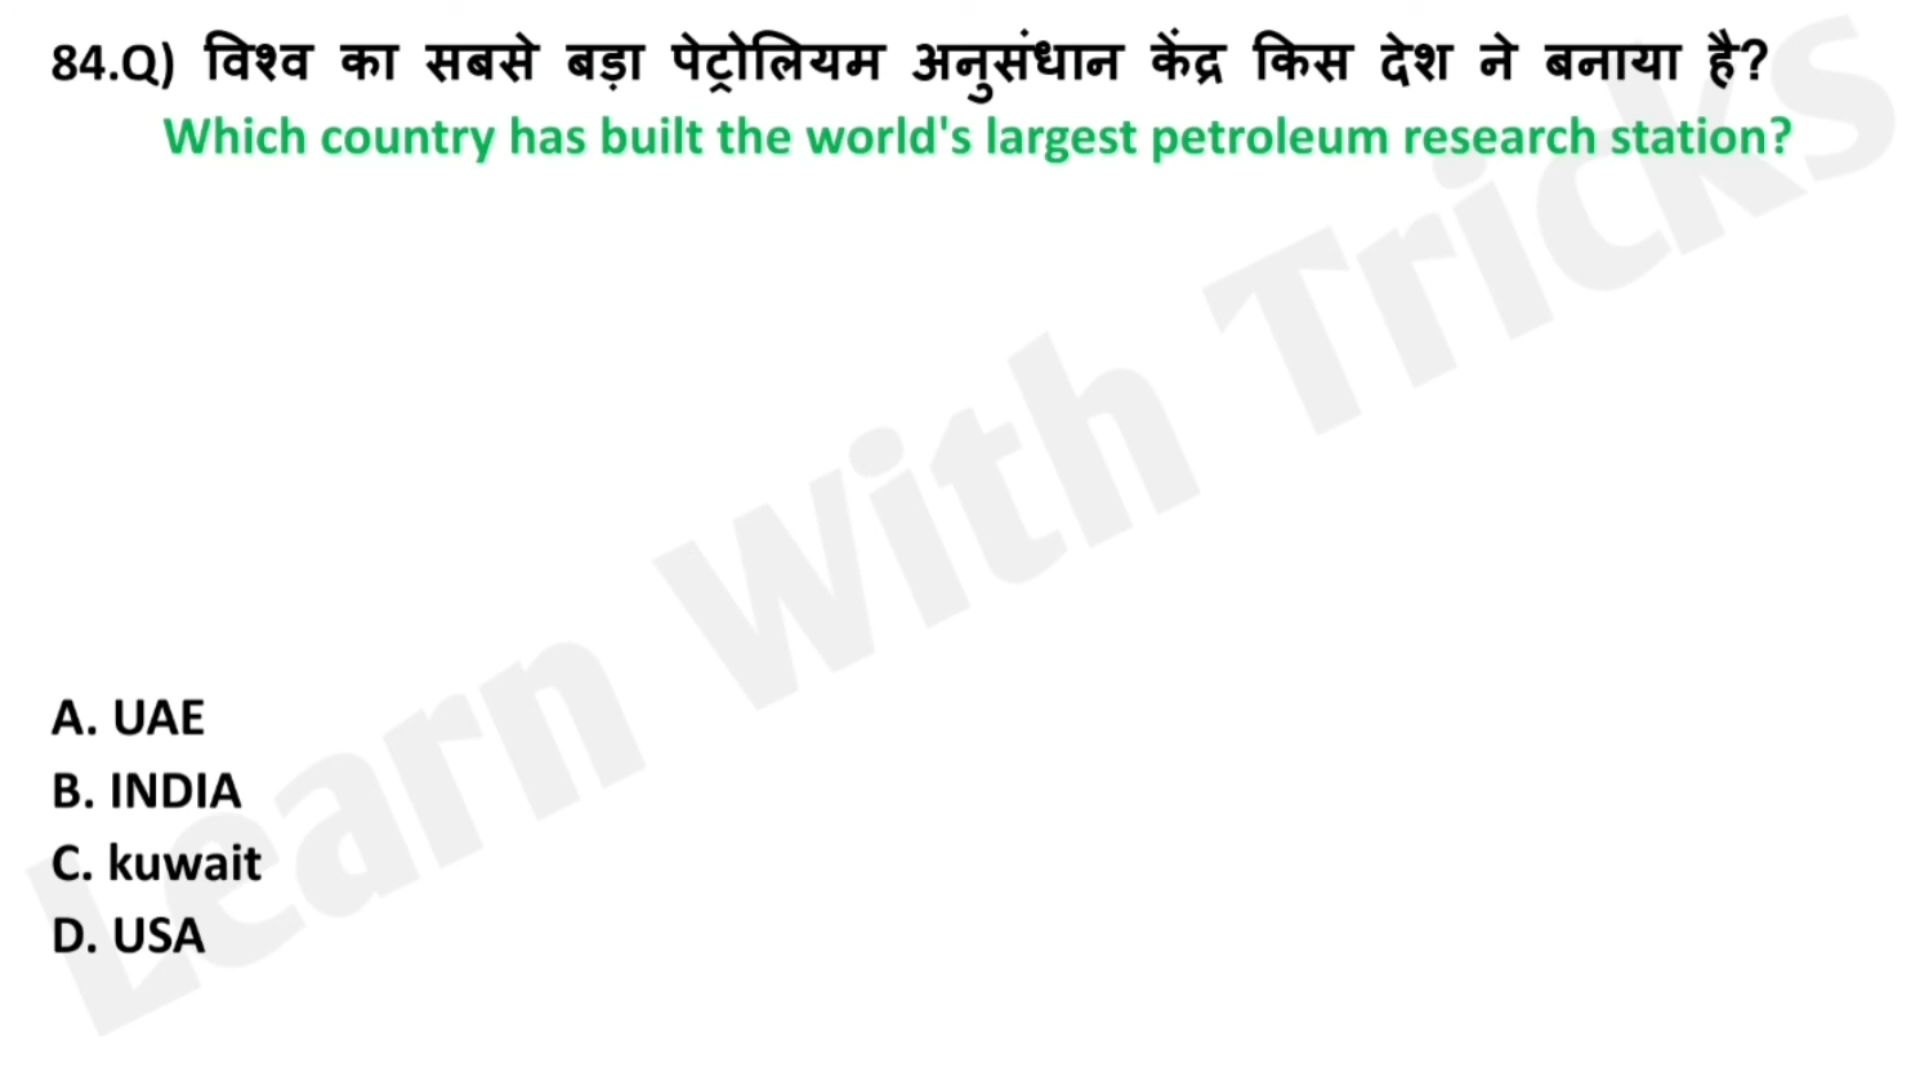 84.Q) विश्व का सबसे बड़ा पेट्रोलियम अनुसंधान केंद्र किस देश ने बनाया है?
Which country has built the world's largest petroleum research station?
Learn With Tricks
A. UAE
B. INDIA
C. kuwait
D. USA